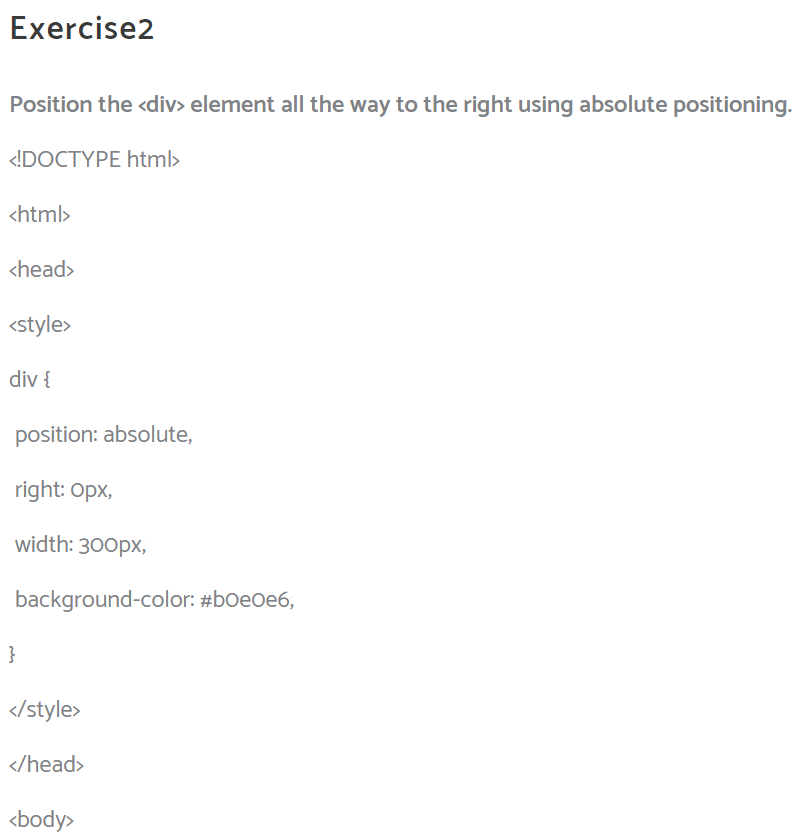 Exercise2
Position the <div> element all the way to the right using absolute positioning.
<!DOCTYPE html>
<html>
<head>
<style>
div {
position: absolute,
right: 0px,
width: 300px,
background-color: #b0e0e6,
}
</style>
</head>
<body>